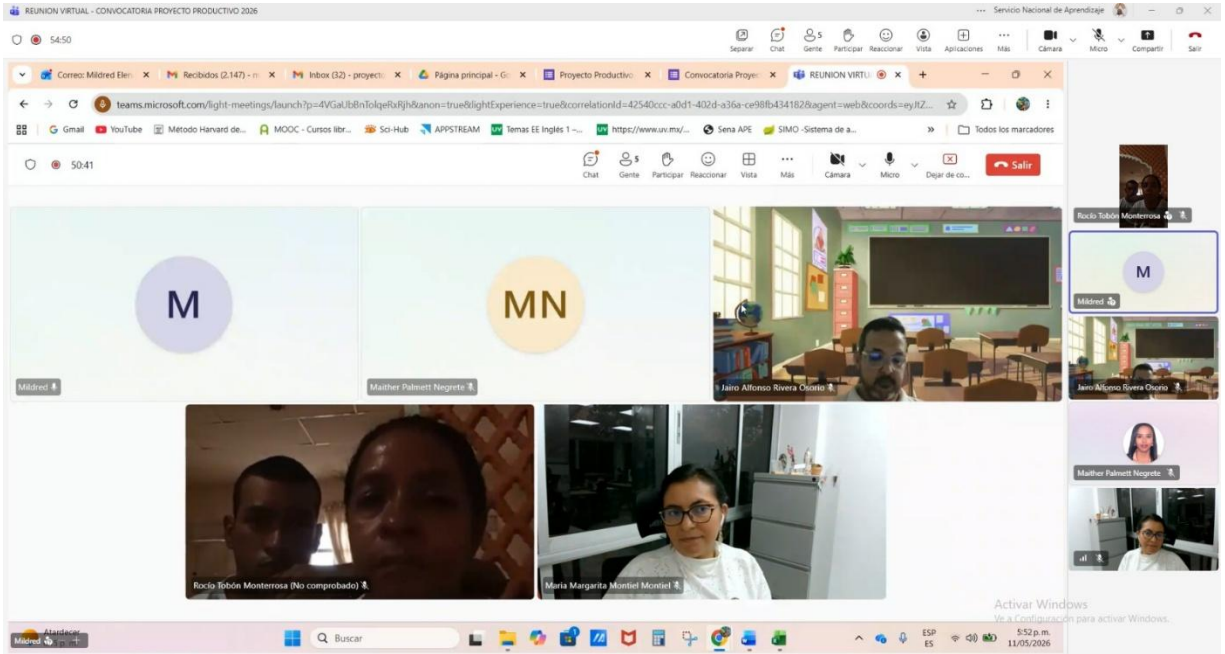 REUNION VIRTUAL - CONVOCATORIA PROYECTO PRODUCTIVO 2026
Servicio Nacional de Aprendizaje
54:50
Separar Chat Gente Participar Reaccionar Vista Aplicaciones Más Cámara Micro Compartir Salir
5
Correo: Mildred Elen
Recibidos (2.147) -
Inbox (32) - proyecto
Página principal - G
Proyecto Productivo
Convocatoria Proye
REUNION VIRTU
teams.microsoft.com/light-meetings/launch?p=4VGaUbBnTolqeRxRjh&anon=true&lightExperience=true&correlationId=42540ccc-a0d1-402d-a36a-ce98fb434182&agent=web&coords=eyJtZ...
Gmail YouTube Método Harvard de... MOOC - Cursos libr... Sci-Hub APPSTREAM Temas EE Inglés 1 –... https://www.uv.mx/... Sena APE SIMO -Sistema de a... » Todos los marcadores
50:41
5
Chat Gente Participar Reaccionar Vista Más Cámara Micro Dejar de co... Salir
M
MN
Mildred
Maither Palmett Negrete
Jairo Alfonso Rivera Osorio
Rocío Tobón Monterrosa (No comprobado)
Maria Margarita Montiel Montiel
Rocío Tobón Monterrosa
M
Mildred
Jairo Alfonso Rivera Osorio
Maither Palmett Negrete
Activar Windows
Ve a Configuración para activar Windows.
Atardecer
Mildred
Buscar
ESP
ES
5:52 p.m.
11/05/2026